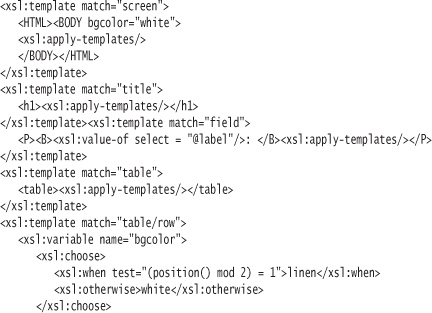 <xsl:template match="screen">
<HTML><BODY bgcolor="white">
<xsl:apply-templates/>
</BODY></HTML>
</xsl:template>
<xsl:template match="title">
<h1><xsl:apply-templates/></h1>
</xsl:template><xsl:template match="field">
<P><B><xsl:value-of select = "@label"/>: </B><xsl:apply-templates/></P>
</xsl:template>
<xsl:template match="table">
<table><xsl:apply-templates/></table>
</xsl:template>
<xsl:template match="table/row">
<xsl:variable name="bgcolor">
<xsl:choose>
<xsl:when test="(position() mod 2) = 1">linen</xsl:when>
<xsl:otherwise>white</xsl:otherwise>
</xsl:choose>